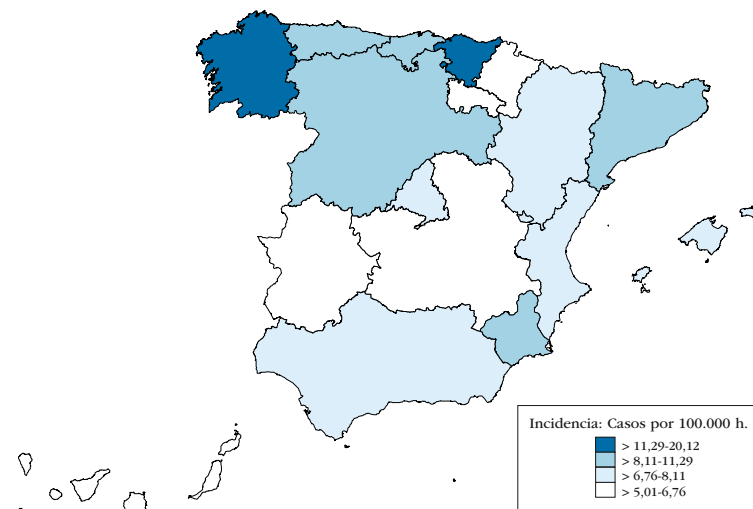 Incidencia: Casos por 100.000 h.
> 11,29-20,12
> 8,11-11,29
> 6,76-8,11
> 5,01-6,76